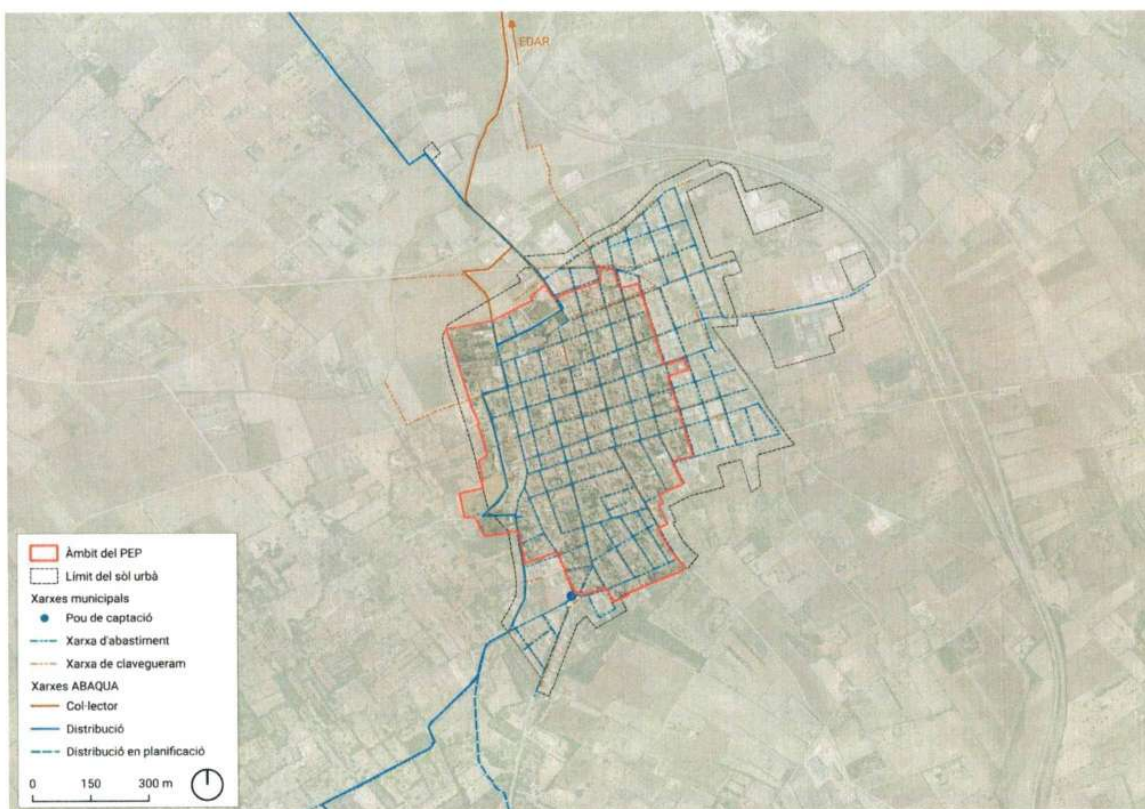 EDAR
Àmbit del PEP
Límit del sòl urbà
Xarxes municipals
Pou de captació
Xarxa d'abastiment
Xarxa de clavegueram
Xarxes ABAQUA
Col·lector
Distribució
Distribució en planificació
0 150 300 m